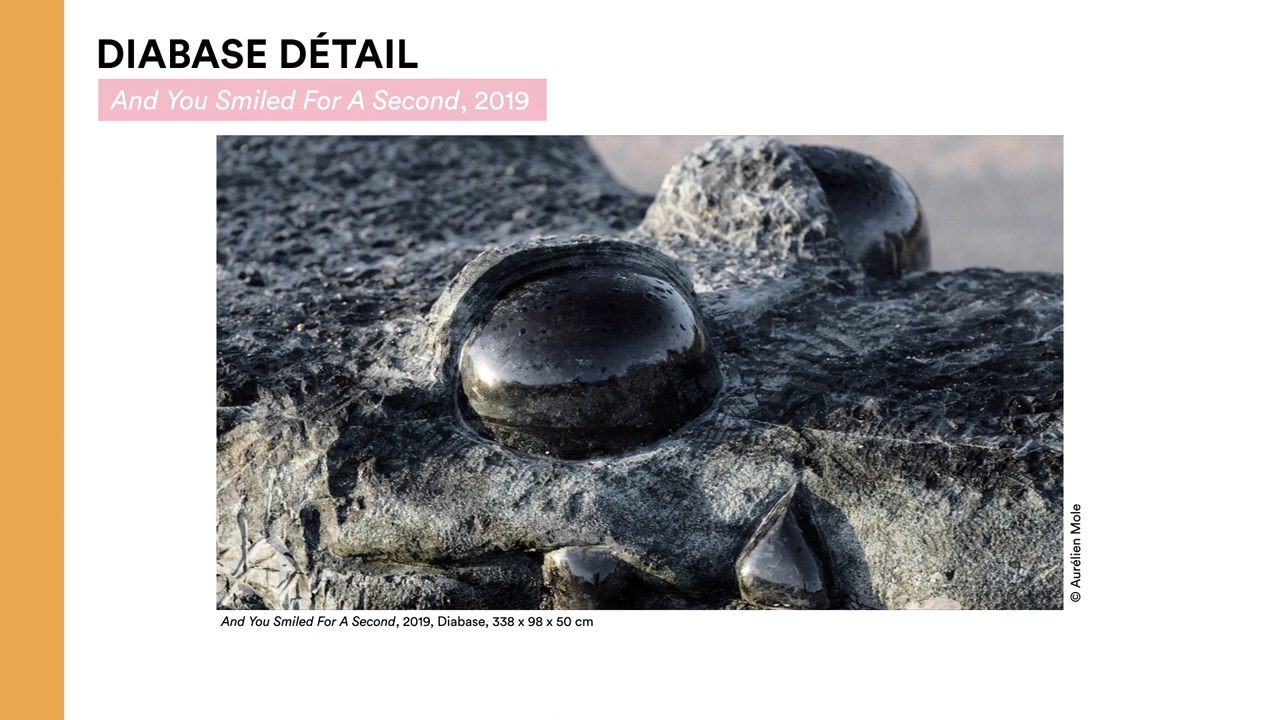 DIABASE DÉTAIL
And You Smiled For A Second, 2019
© Aurélien Mole
And You Smiled For A Second, 2019, Diabase, 338 x 98 x 50 cm